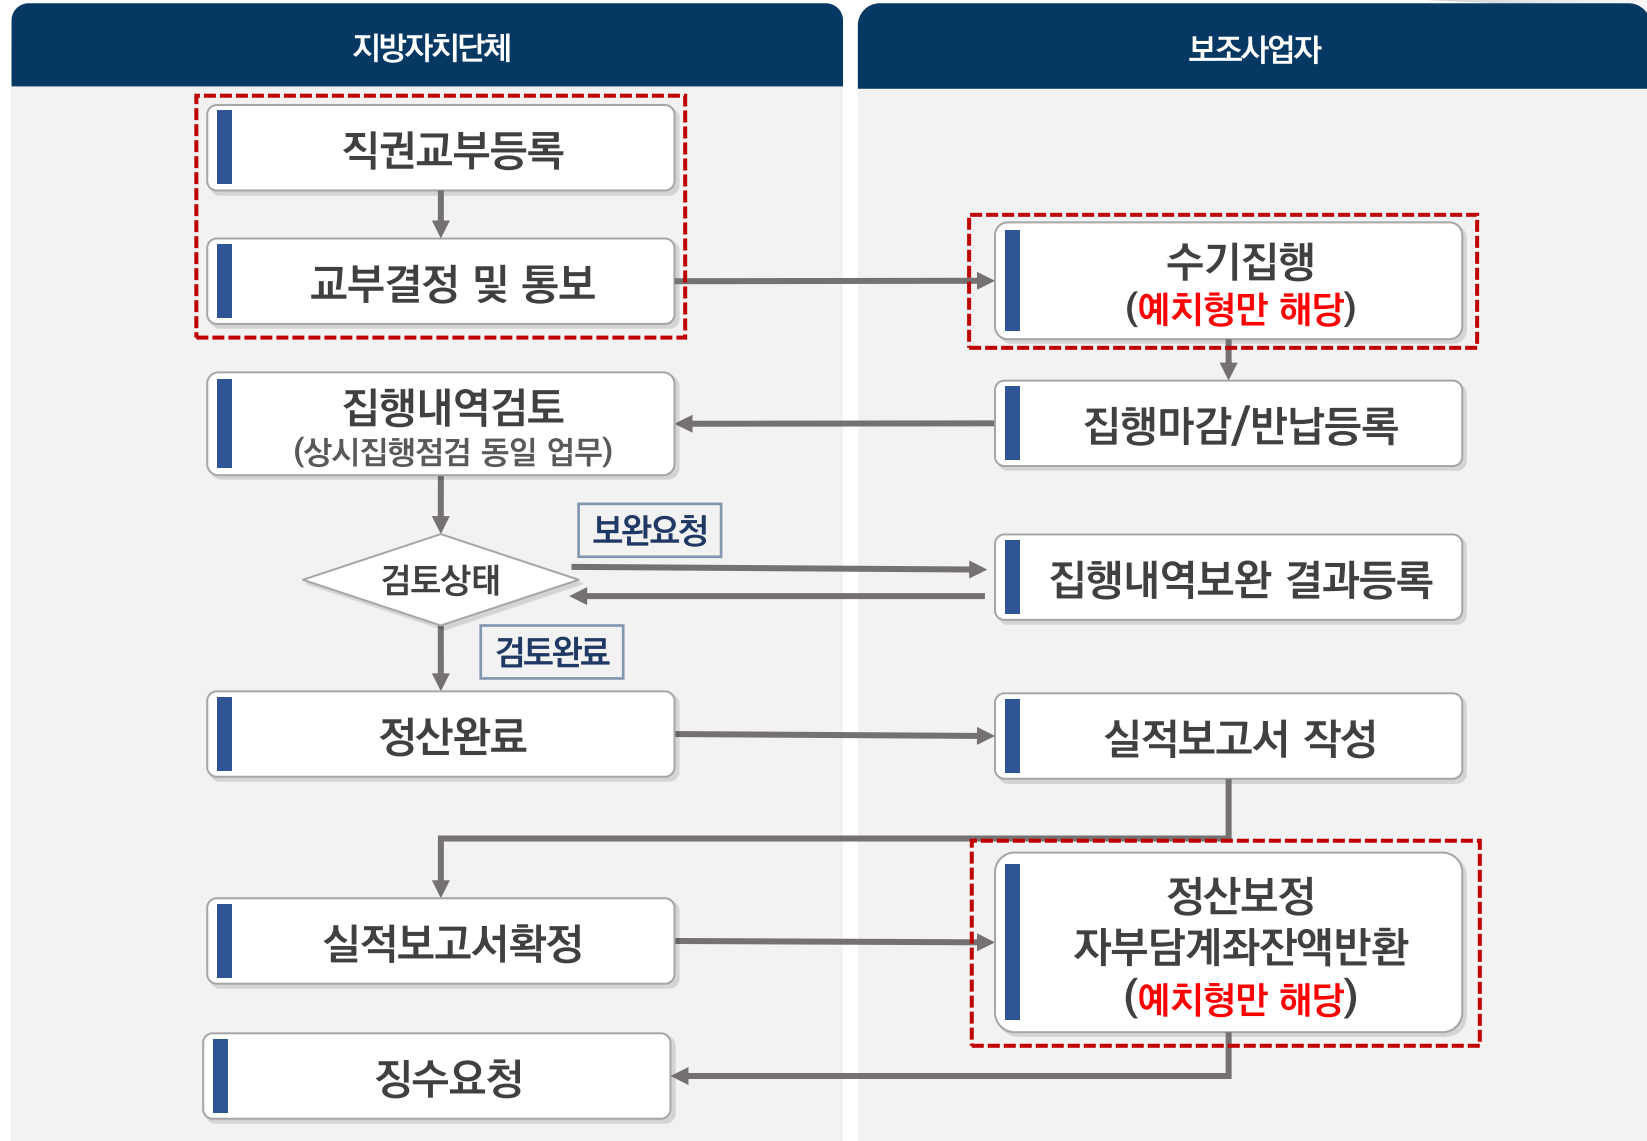 지방자치단체
보조사업자
직권교부등록
교부결정 및 통보
수기집행
(예치형만 해당)
집행내역검토
(상시집행점검 동일 업무)
집행마감/반납등록
보완요청
검토상태
집행내역보완 결과등록
검토완료
정산완료
실적보고서 작성
실적보고서확정
정산보정
자부담계좌잔액반환
(예치형만 해당)
징수요청